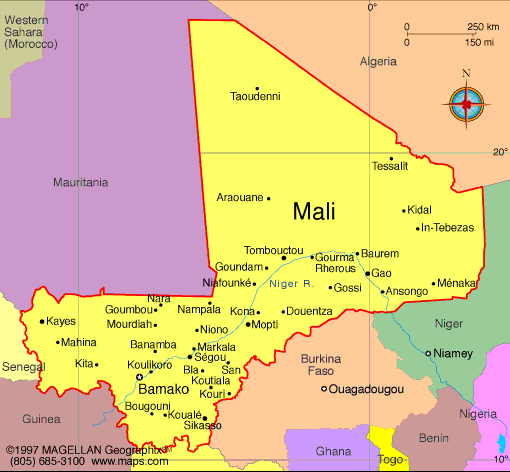 10°
0°
Western
Sahara
(Morocco)
0
250 km
0
150 mi
Algeria
N
Taoudenni
20°
Tessalit
Mauritania
Araouane
Mali
Kidal
In-Tebezas
Tombouctou
Baurem
Gourma
Rherous
Goundam
Gao
Niafounké
Niger R.
Gossi
Ansongo
Ménaka
Nara
Nampala
Goumbou
Kona
Douentza
Kayes
Mourdiah
Niono
Mopti
Niger
Mahina
Banamba
Markala
Ségou
Niamey
Senegal
Kita
Koulikoro
Bla
San
Burkina
Faso
Bamako
Koutiala
Kouri
Ouagadougou
Bougouni
Koualé
Sikasso
Guinea
Nigeria
Benin
Ghana
Togo
©1997 MAGELLAN Geographix℠
(805) 685-3100 www.maps.com
10°